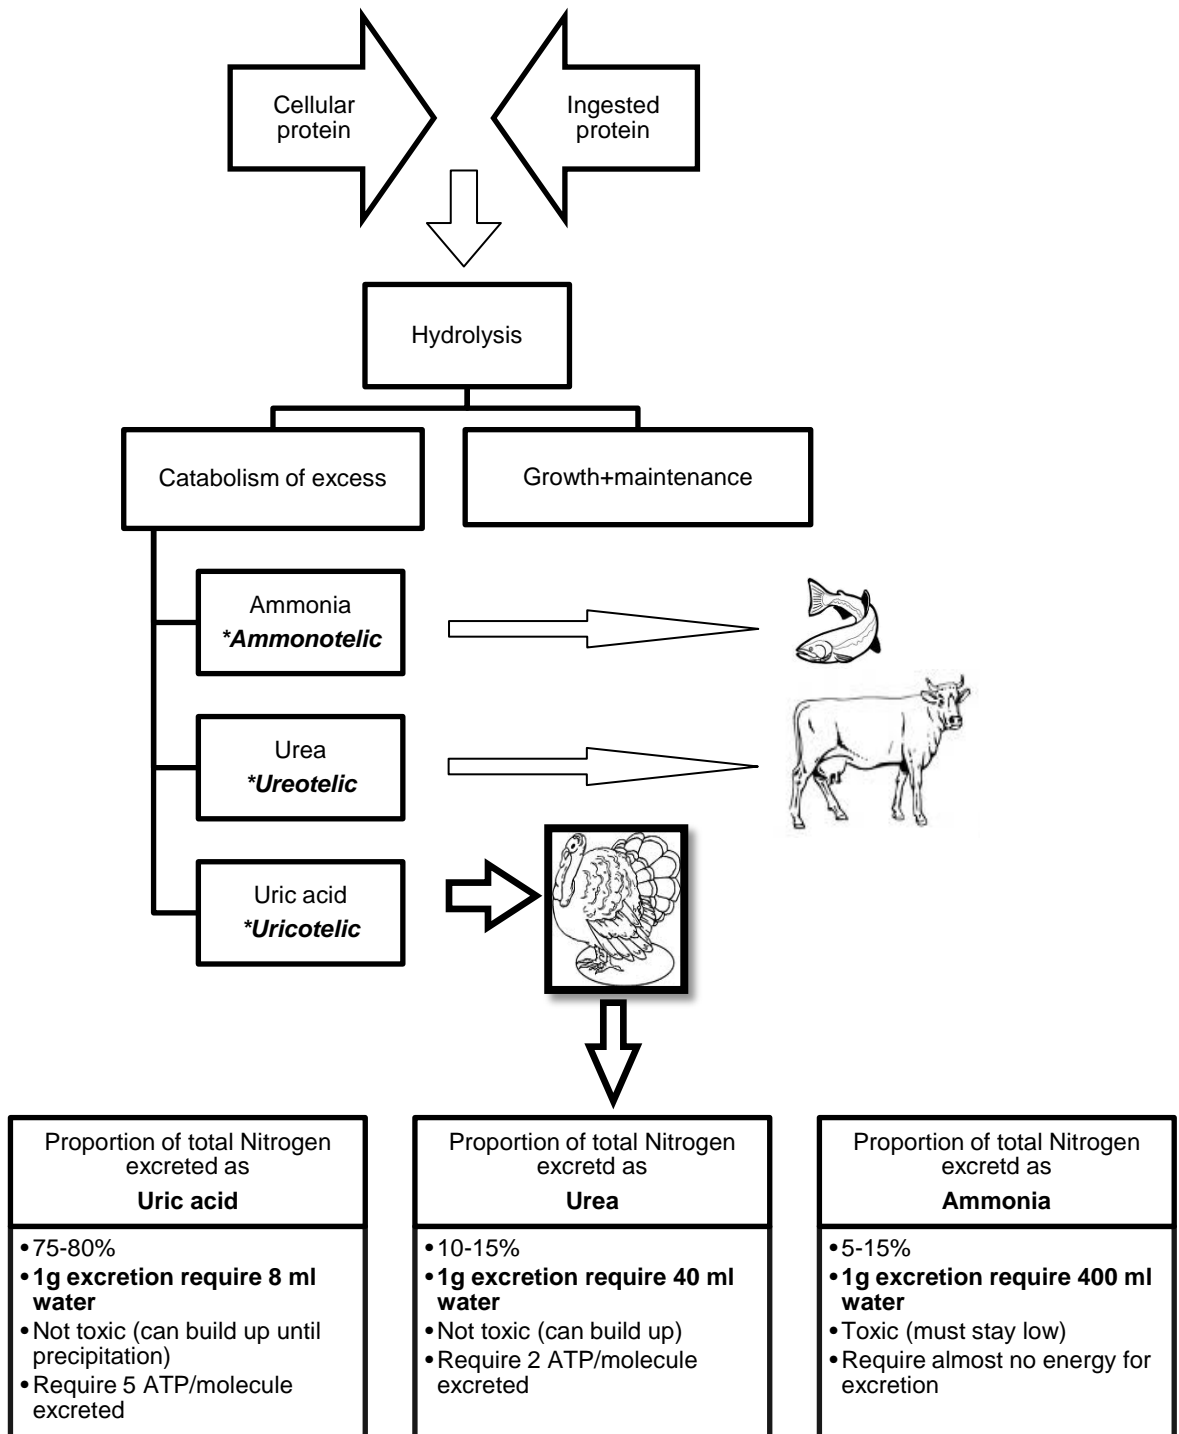 Cellular
protein
Ingested
protein
Hydrolysis
Catabolism of excess
Growth+maintenance
Ammonia
*Ammonotelic
Urea
*Ureotelic
Uric acid
*Uricotelic
Proportion of total Nitrogen
excreted as
Uric acid
•75-80%
•1g excretion require 8 ml
water
•Not toxic (can build up until
precipitation)
•Require 5 ATP/molecule
excreted
Proportion of total Nitrogen
excretd as
Urea
•10-15%
•1g excretion require 40 ml
water
•Not toxic (can build up)
•Require 2 ATP/molecule
excreted
Proportion of total Nitrogen
excretd as
Ammonia
•5-15%
•1g excretion require 400 ml
water
•Toxic (must stay low)
•Require almost no energy for
excretion